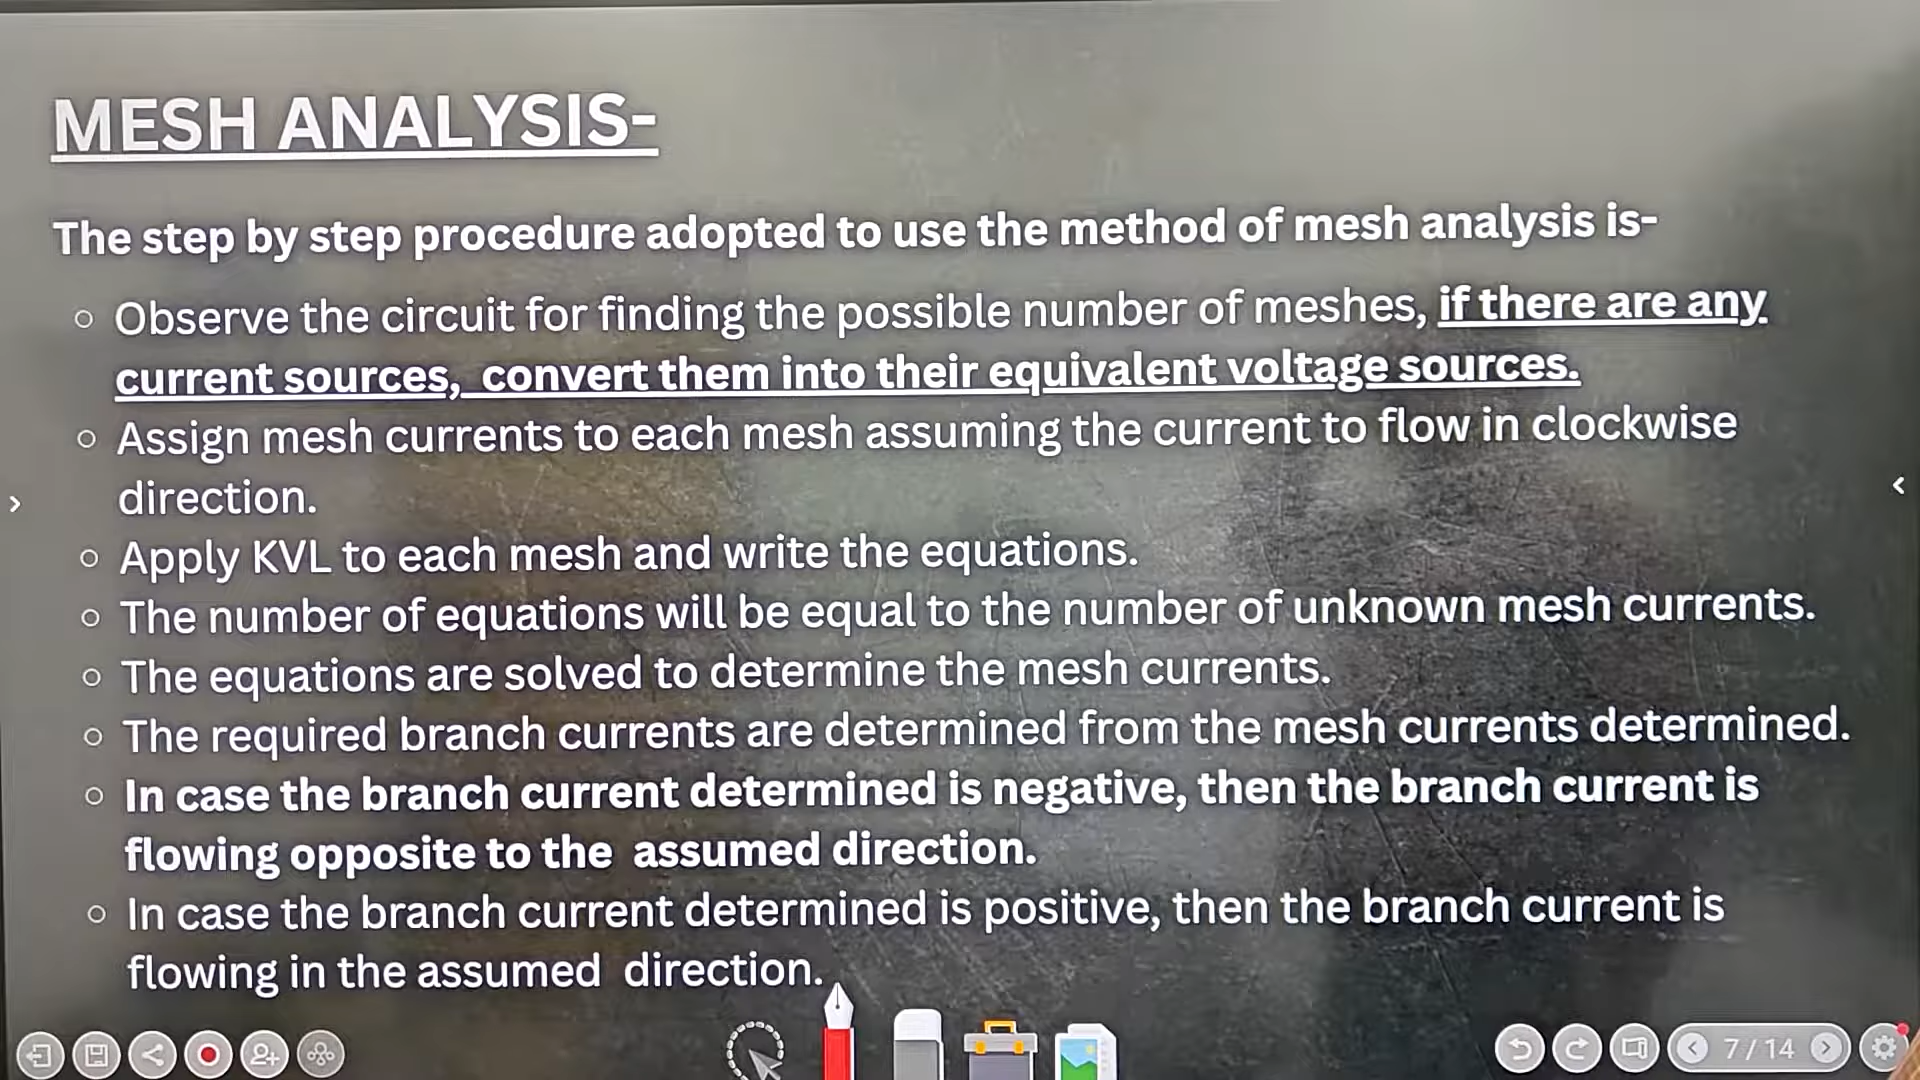 MESH ANALYSIS-
The step by step procedure adopted to use the method of mesh analysis is-
○ Observe the circuit for finding the possible number of meshes, if there are any
current sources, convert them into their equivalent voltage sources.
○ Assign mesh currents to each mesh assuming the current to flow in clockwise
direction.
○ Apply KVL to each mesh and write the equations.
○ The number of equations will be equal to the number of unknown mesh currents.
○ The equations are solved to determine the mesh currents.
○ The required branch currents are determined from the mesh currents determined.
○ In case the branch current determined is negative, then the branch current is
flowing opposite to the assumed direction.
○ In case the branch current determined is positive, then the branch current is
flowing in the assumed direction.
7 / 14